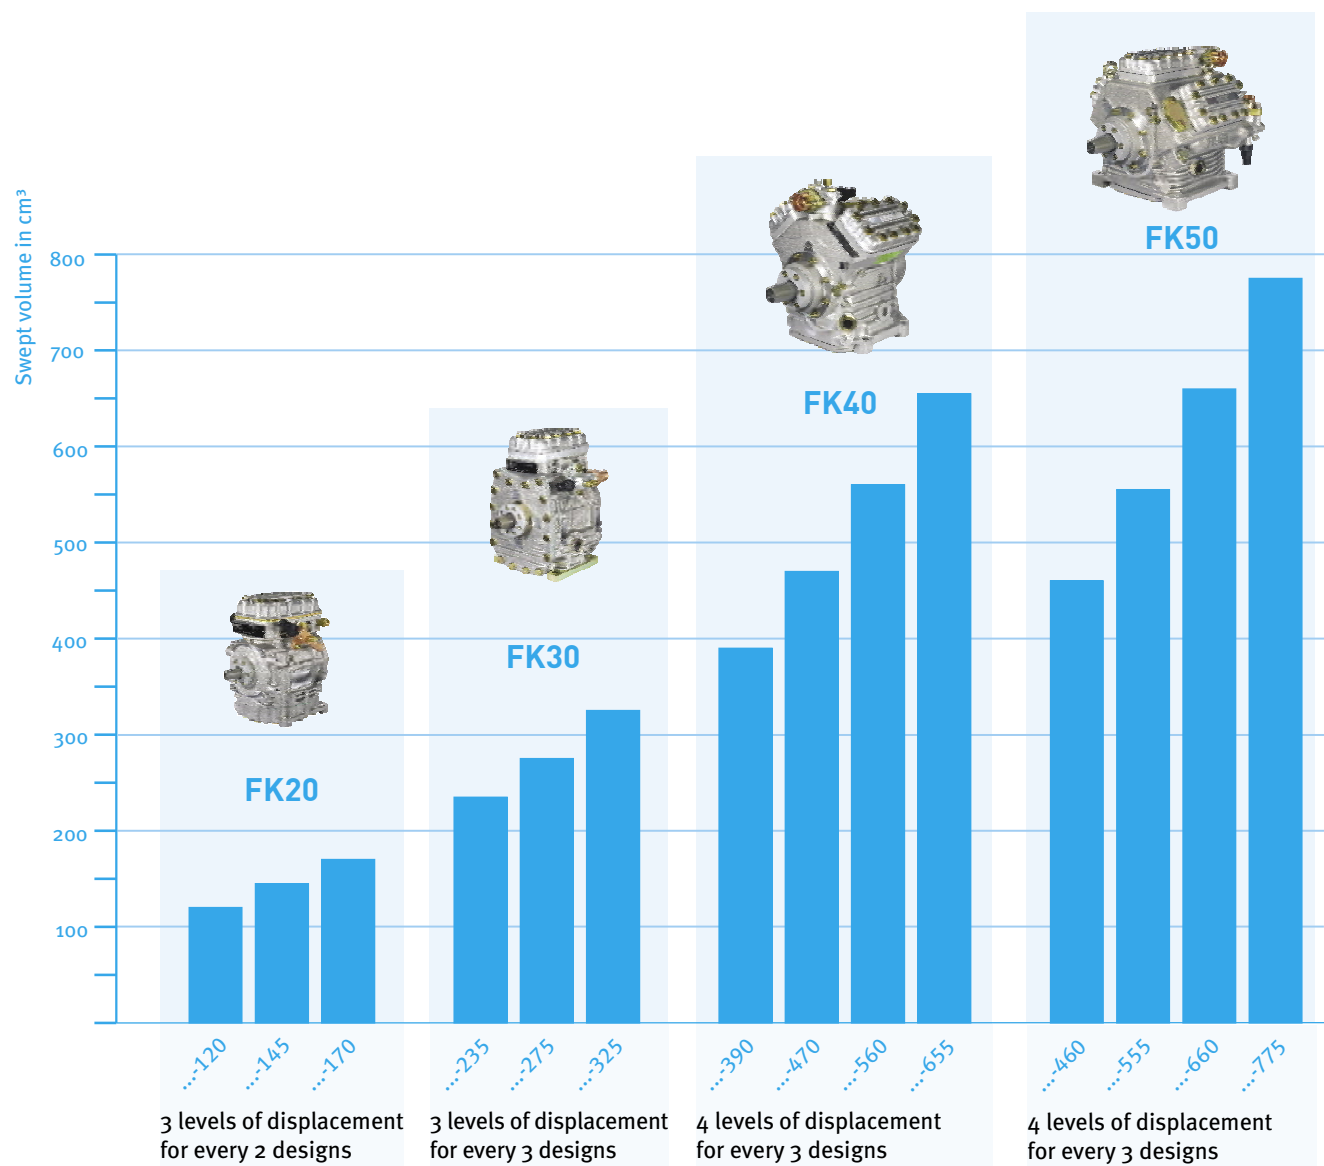 Swept volume in cm³
800
700
600
500
400
300
200
100
FK20
FK30
FK40
FK50
...-120
...-145
...-170
...-235
...-275
...-325
...-390
...-470
...-560
...-655
...-460
...-555
...-660
...-775
3 levels of displacement
for every 2 designs
3 levels of displacement
for every 3 designs
4 levels of displacement
for every 3 designs
4 levels of displacement
for every 3 designs